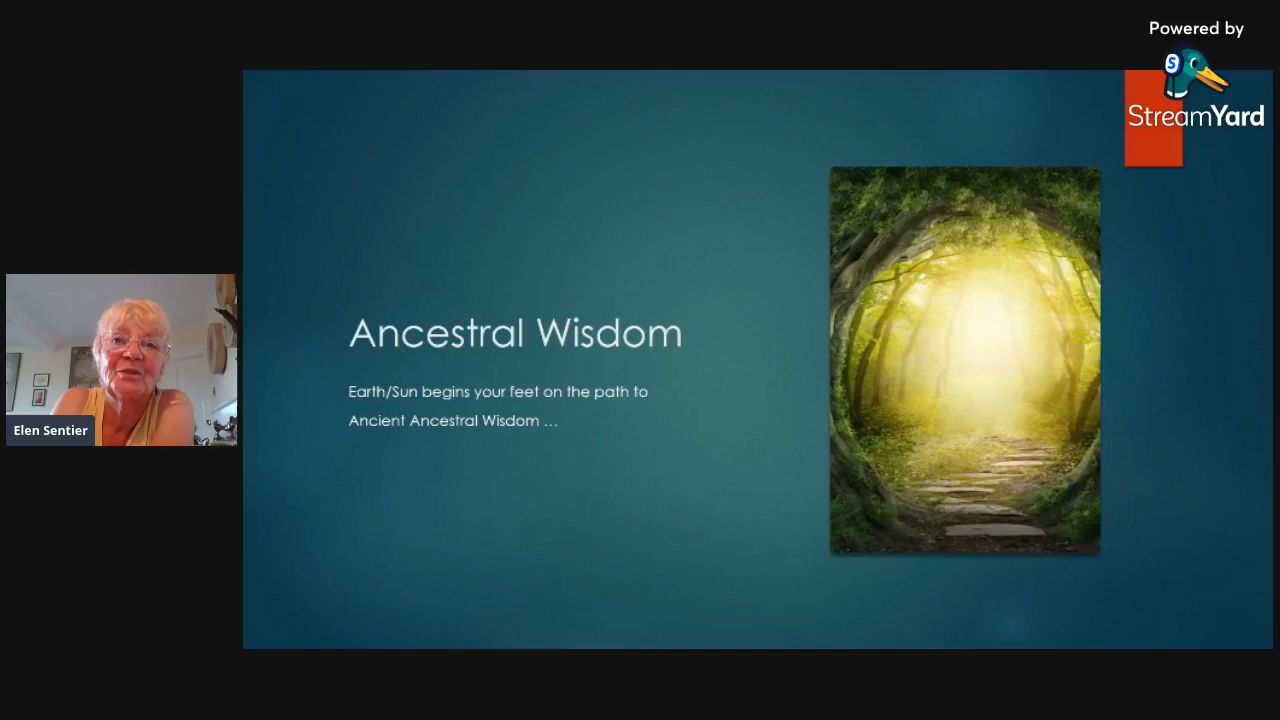 Powered by
S
StreamYard
Ancestral Wisdom
Earth/Sun begins your feet on the path to
Ancient Ancestral Wisdom ...
Elen Sentier